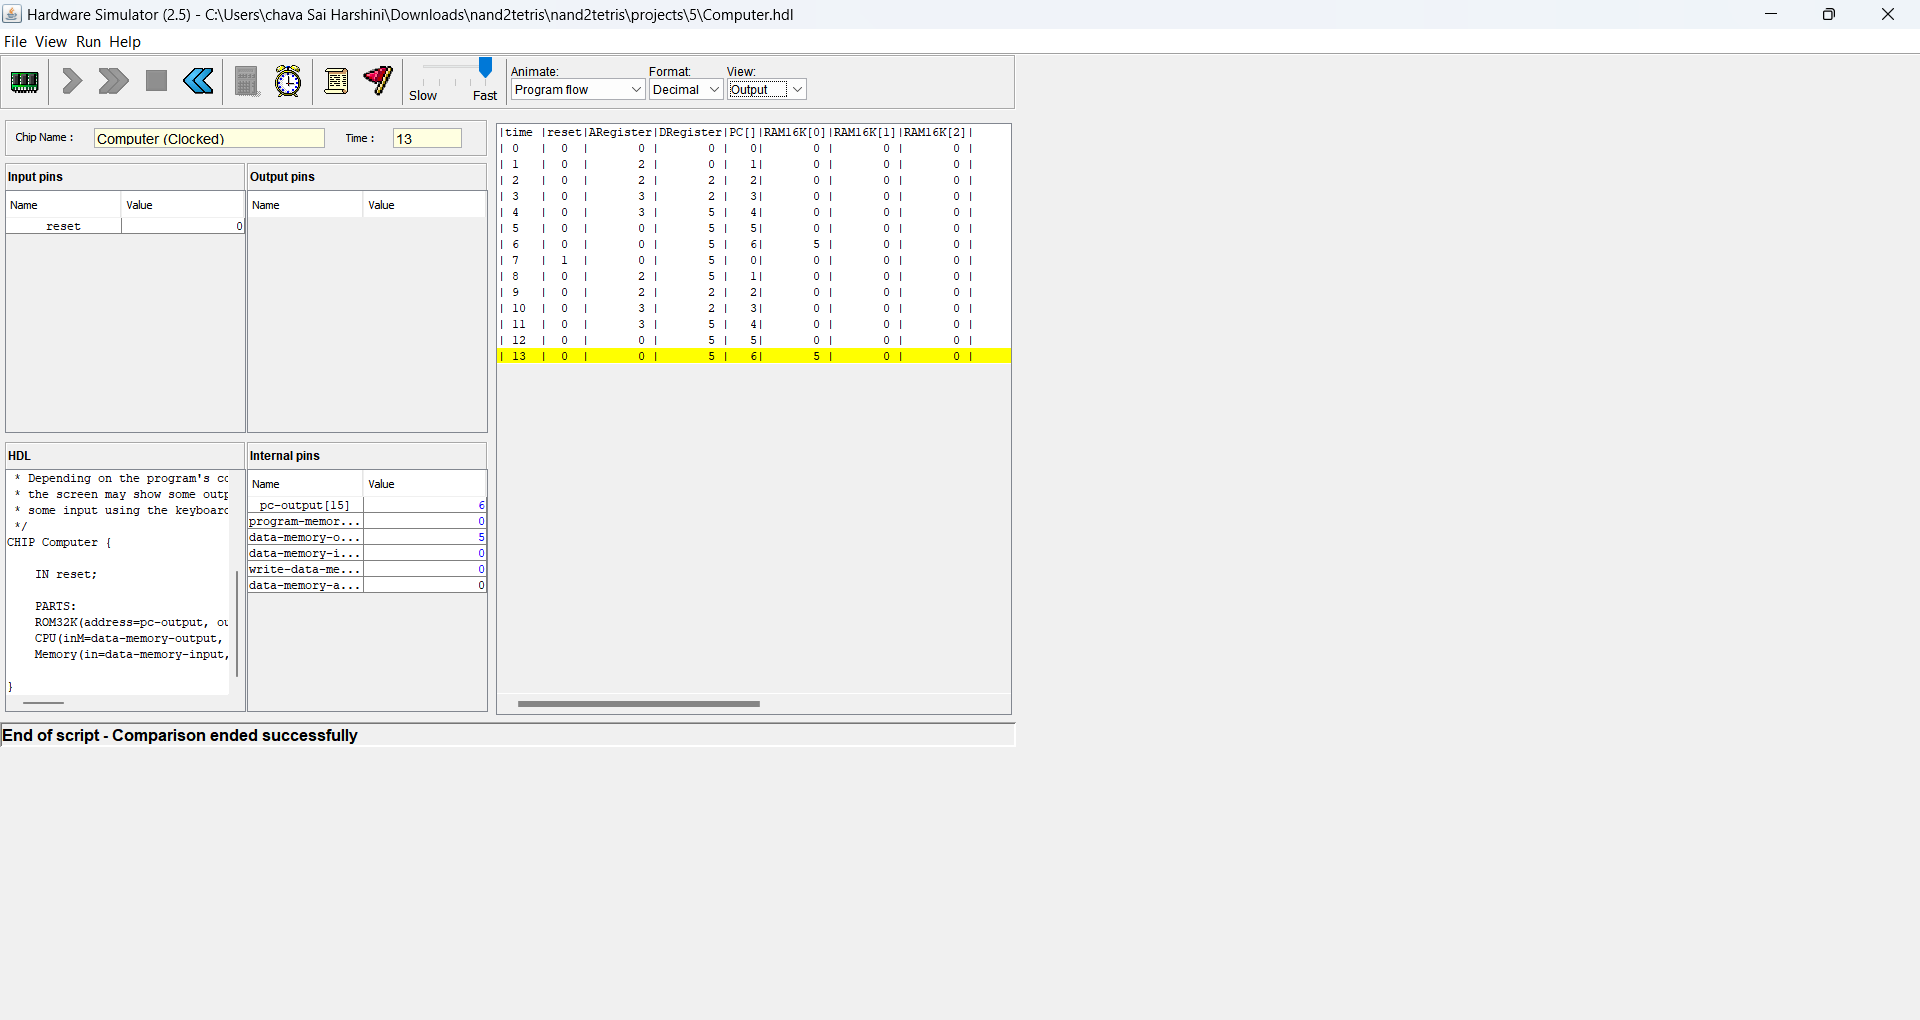 Hardware Simulator (2.5) - C:\Users\chava Sai Harshini\Downloads\nand2tetris\nand2tetris\projects\5\Computer.hdl
File View Run Help
Slow Fast
Animate: Format: View:
Program flow Decimal Output
Chip Name : Computer (Clocked) Time : 13
Input pins
Name Value
reset 0
Output pins
Name Value
HDL
* Depending on the program's co
* the screen may show some outp
* some input using the keyboard
*/
CHIP Computer {
IN reset;
PARTS:
ROM32K(address=pc-output, ou
CPU(inM=data-memory-output,
Memory(in=data-memory-input,
}
Internal pins
Name Value
pc-output[15] 6
program-memor... 0
data-memory-o... 5
data-memory-i... 0
write-data-me... 0
data-memory-a... 0
|time |reset|ARegister|DRegister|PC[]|RAM16K[0]|RAM16K[1]|RAM16K[2]|
| 0 | 0 | 0 | 0 | 0| 0 | 0 | 0 |
| 1 | 0 | 2 | 0 | 1| 0 | 0 | 0 |
| 2 | 0 | 2 | 2 | 2| 0 | 0 | 0 |
| 3 | 0 | 3 | 2 | 3| 0 | 0 | 0 |
| 4 | 0 | 3 | 5 | 4| 0 | 0 | 0 |
| 5 | 0 | 0 | 5 | 5| 0 | 0 | 0 |
| 6 | 0 | 0 | 5 | 6| 5 | 0 | 0 |
| 7 | 1 | 0 | 5 | 0| 0 | 0 | 0 |
| 8 | 0 | 2 | 5 | 1| 0 | 0 | 0 |
| 9 | 0 | 2 | 2 | 2| 0 | 0 | 0 |
| 10 | 0 | 3 | 2 | 3| 0 | 0 | 0 |
| 11 | 0 | 3 | 5 | 4| 0 | 0 | 0 |
| 12 | 0 | 0 | 5 | 5| 0 | 0 | 0 |
| 13 | 0 | 0 | 5 | 6| 5 | 0 | 0 |
End of script - Comparison ended successfully